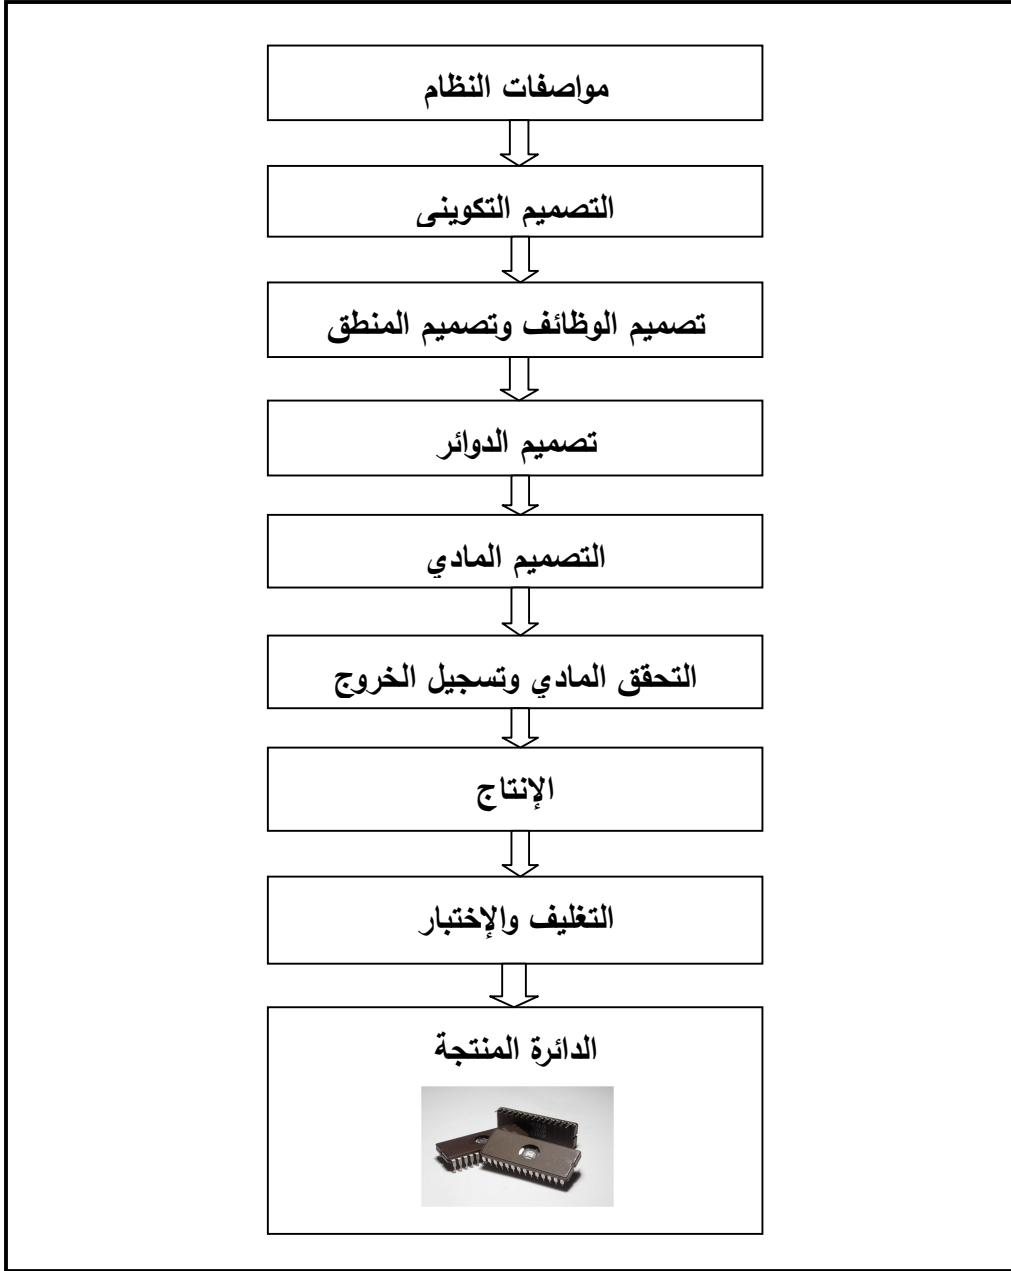 مواصفات النظام
التصميم التكوينى
تصميم الوظائف وتصميم المنطق
تصميم الدوائر
التصميم المادي
التحقق المادي وتسجيل الخروج
الإنتاج
التغليف والإختبار
الدائرة المنتجة